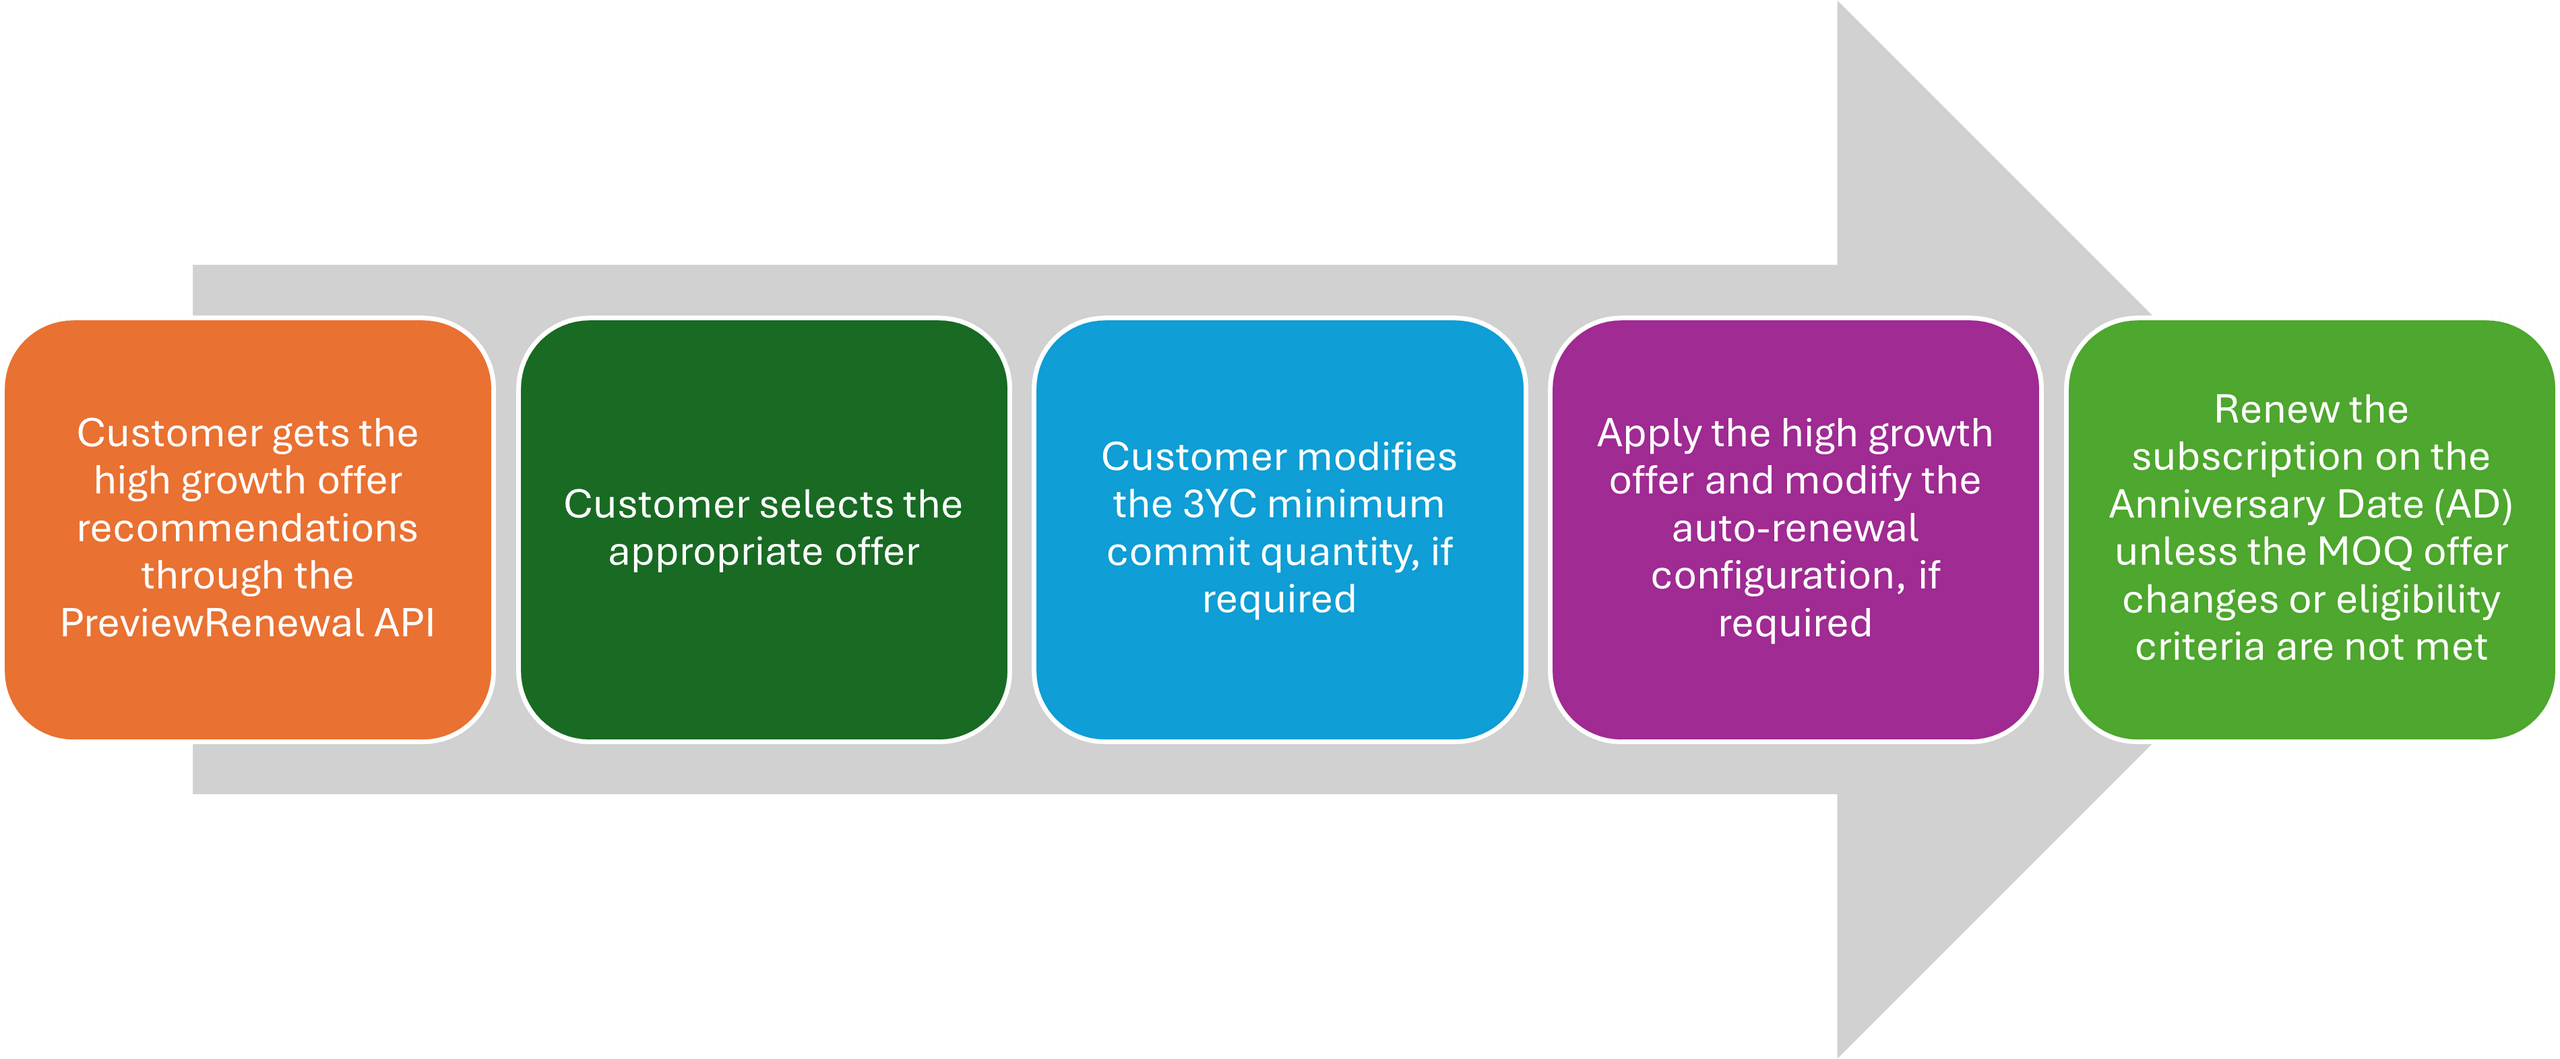 Customer gets the
high growth offer
recommendations
through the
PreviewRenewal API
Customer selects the
appropriate offer
Customer modifies
the 3YC minimum
commit quantity, if
required
Apply the high growth
offer and modify the
auto-renewal
configuration, if
required
Renew the
subscription on the
Anniversary Date (AD)
unless the MOQ offer
changes or eligibility
criteria are not met